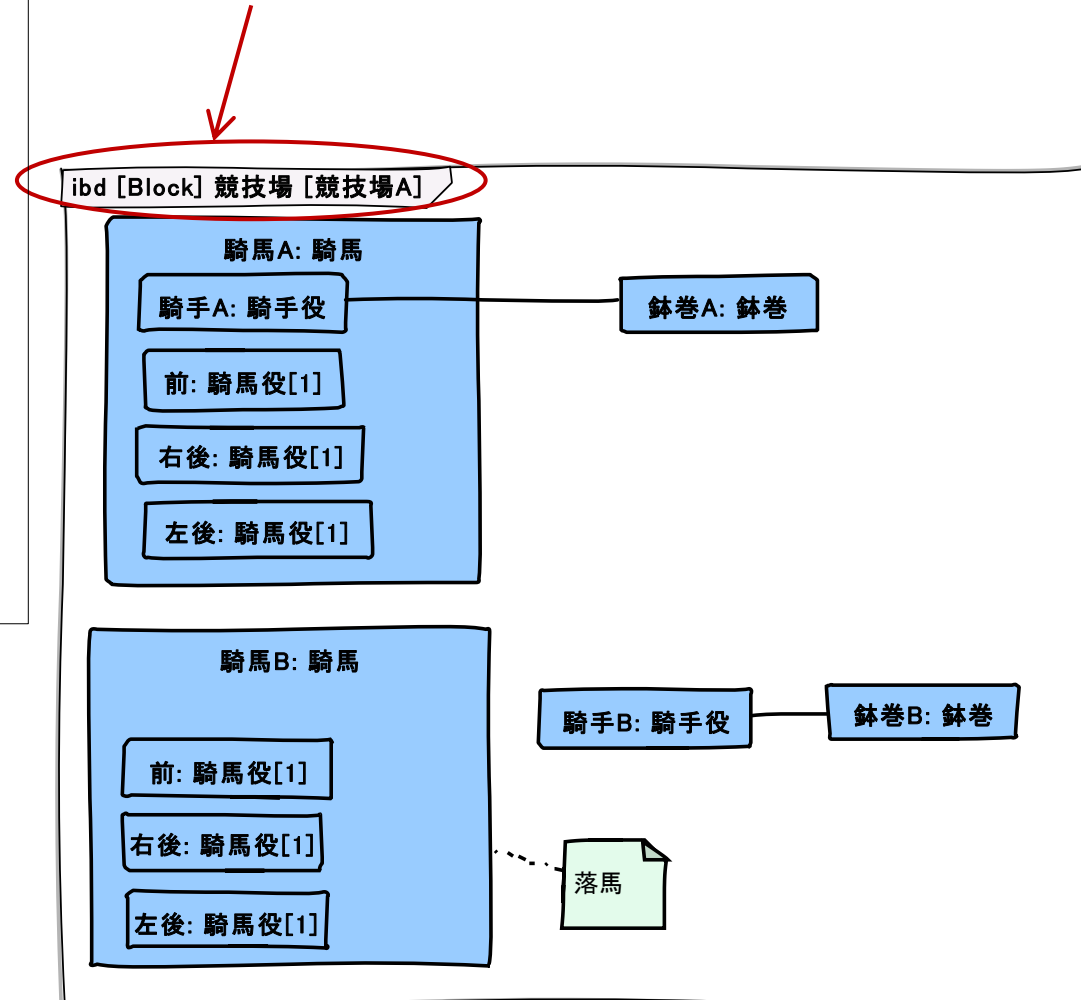 ibd [Block] 競技場 [競技場A]
騎馬A: 騎馬
騎手A: 騎手役
鉢巻A: 鉢巻
前: 騎馬役[1]
右後: 騎馬役[1]
左後: 騎馬役[1]
騎馬B: 騎馬
騎手B: 騎手役
鉢巻B: 鉢巻
前: 騎馬役[1]
右後: 騎馬役[1]
落馬
左後: 騎馬役[1]